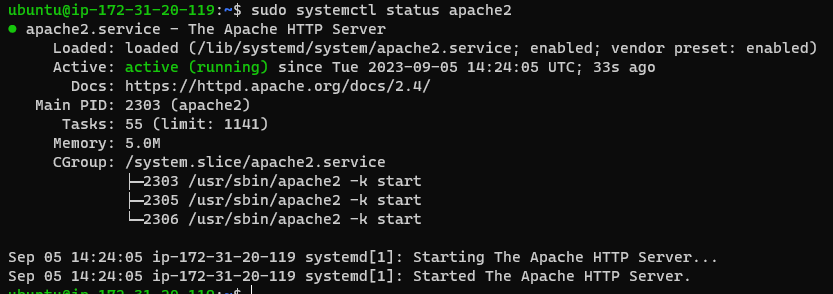 ubuntu@ip-172-31-20-119:~$ sudo systemctl status apache2
● apache2.service - The Apache HTTP Server
     Loaded: loaded (/lib/systemd/system/apache2.service; enabled; vendor preset: enabled)
     Active: active (running) since Tue 2023-09-05 14:24:05 UTC; 33s ago
       Docs: https://httpd.apache.org/docs/2.4/
   Main PID: 2303 (apache2)
      Tasks: 55 (limit: 1141)
     Memory: 5.0M
     CGroup: /system.slice/apache2.service
             ├─2303 /usr/sbin/apache2 -k start
             ├─2305 /usr/sbin/apache2 -k start
             └─2306 /usr/sbin/apache2 -k start

Sep 05 14:24:05 ip-172-31-20-119 systemd[1]: Starting The Apache HTTP Server...
Sep 05 14:24:05 ip-172-31-20-119 systemd[1]: Started The Apache HTTP Server.
ubuntu@ip-172-31-20-119:~$